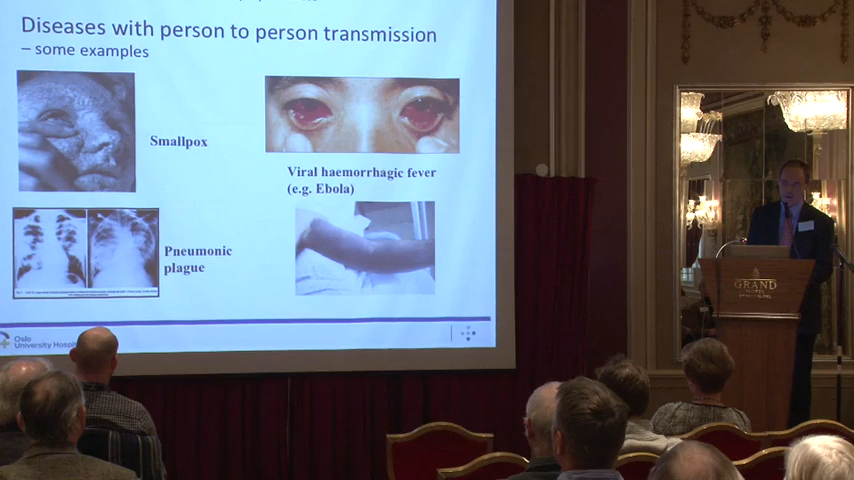 Diseases with person to person transmission
– some examples
Smallpox
Viral haemorrhagic fever
(e.g. Ebola)
Pneumonic
plague
Oslo
University Hospital
GRAND
HOTEL